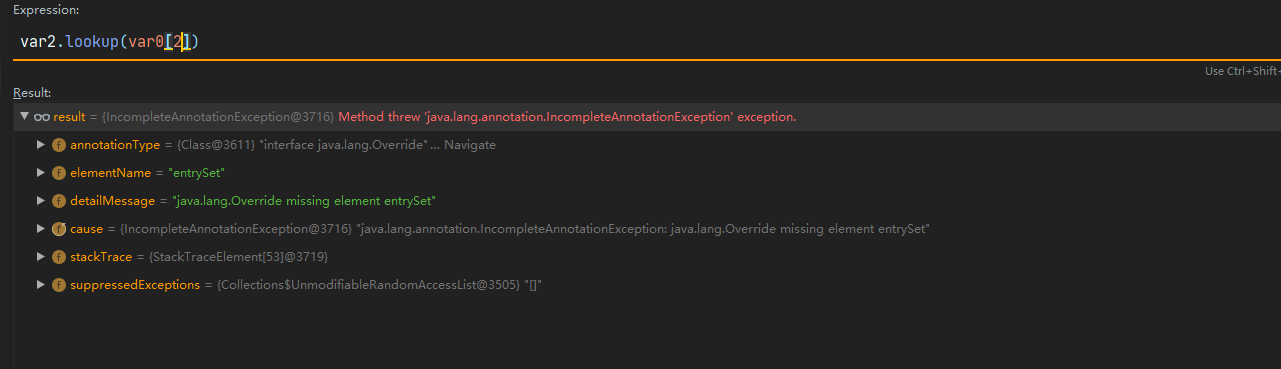 Expression:
var2.lookup(var0[2])
Use Ctrl+Shift+
Result:
result = {IncompleteAnnotationException@3716} Method threw 'java.lang.annotation.IncompleteAnnotationException' exception.
annotationType = {Class@3611} "interface java.lang.Override" ... Navigate
elementName = "entrySet"
detailMessage = "java.lang.Override missing element entrySet"
cause = {IncompleteAnnotationException@3716} "java.lang.annotation.IncompleteAnnotationException: java.lang.Override missing element entrySet"
stackTrace = {StackTraceElement[53]@3719}
suppressedExceptions = {Collections$UnmodifiableRandomAccessList@3505} "[]"